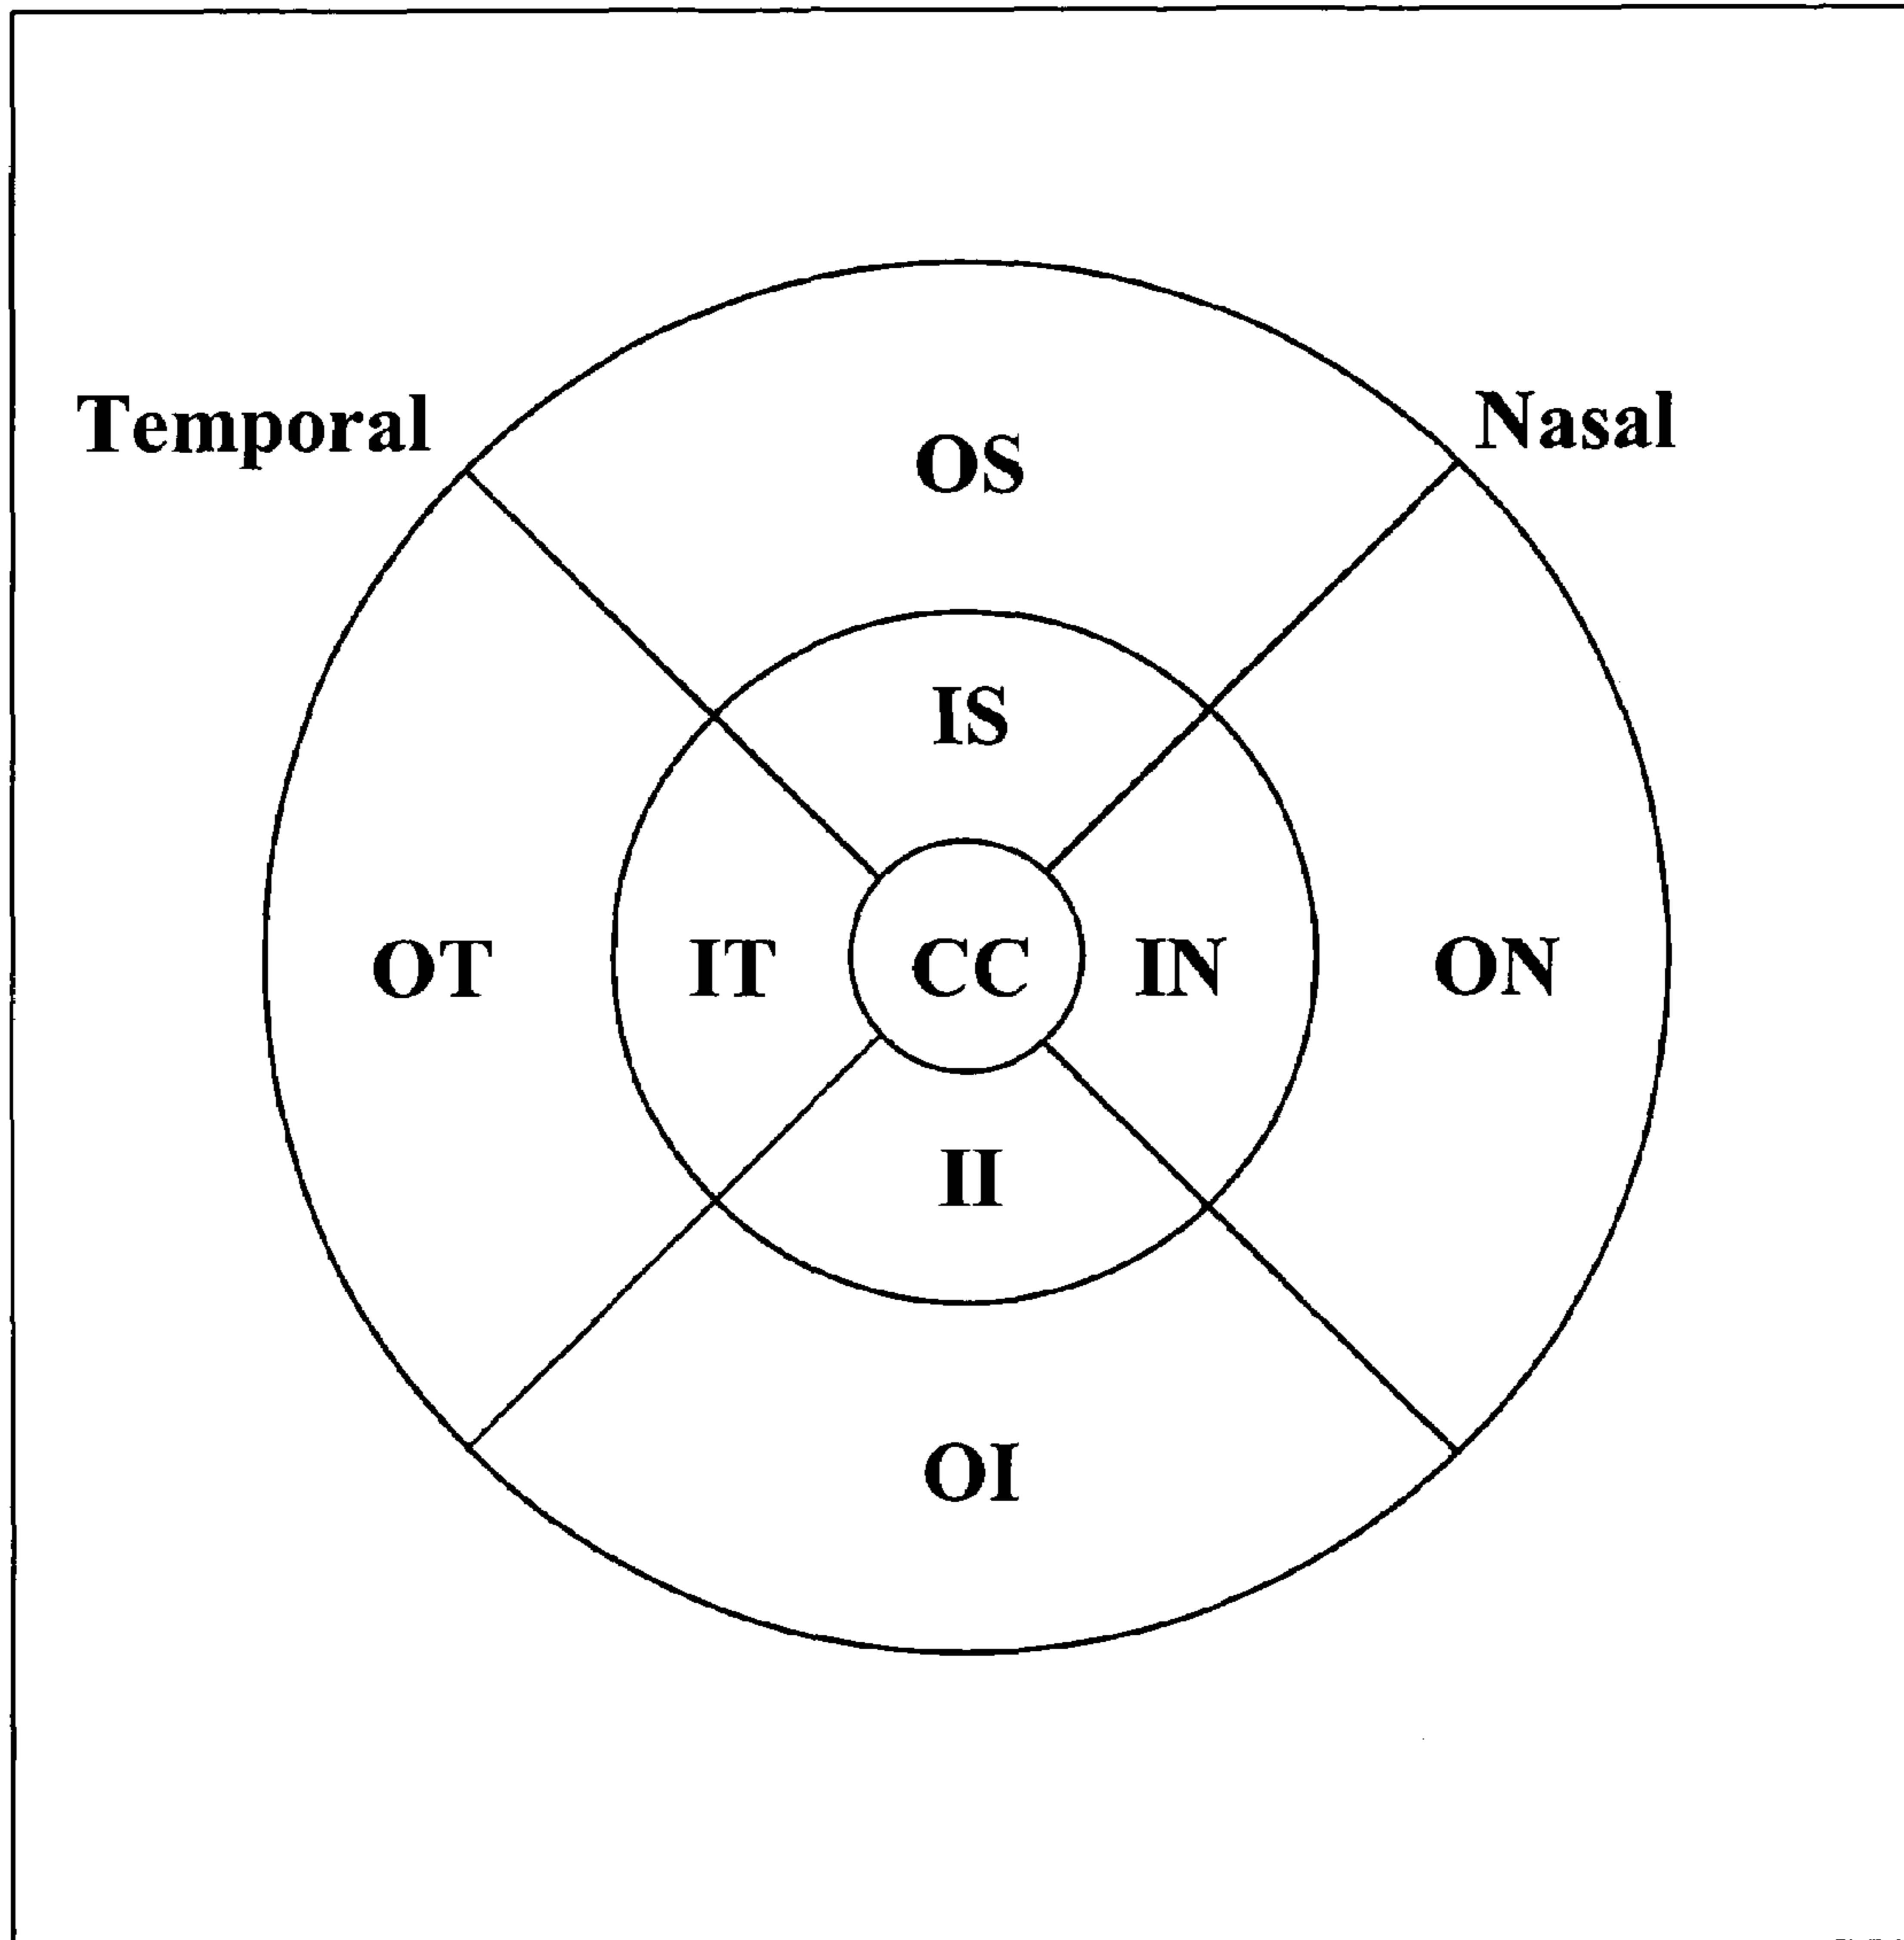 Temporal
Nasal
OS
IS
OT IT CC IN ON
II
OI